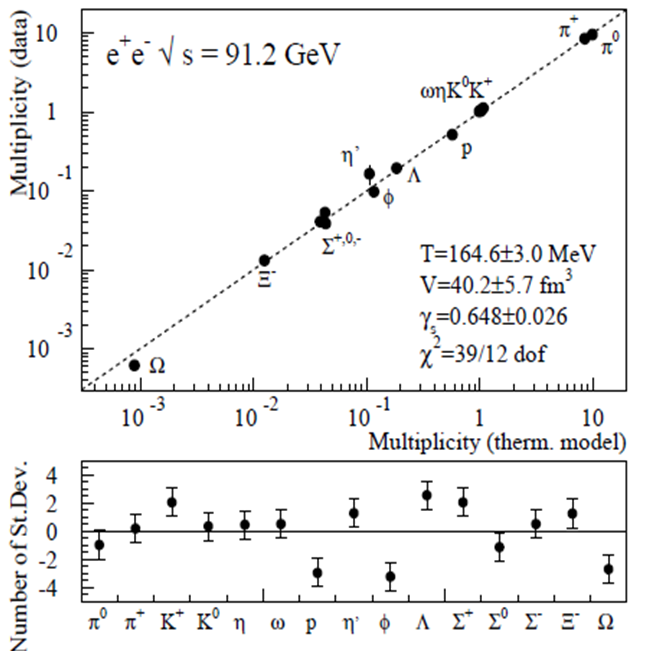 Multiplicity (data)
10
1
10 -1
10 -2
10 -3
e+e- √ s = 91.2 GeV
π+
π0
ωηK0K+
p
η’
Λ
ϕ
Σ+,0,-
Ξ-
Ω
T=164.6±3.0 MeV
V=40.2±5.7 fm3
γs=0.648±0.026
χ2=39/12 dof
10 -3 10 -2 10 -1 1 10
Multiplicity (therm. model)
Number of St.Dev.
4
2
0
-2
-4
π0 π+ K+ K0 η ω p η’ ϕ Λ Σ+ Σ0 Σ- Ξ- Ω